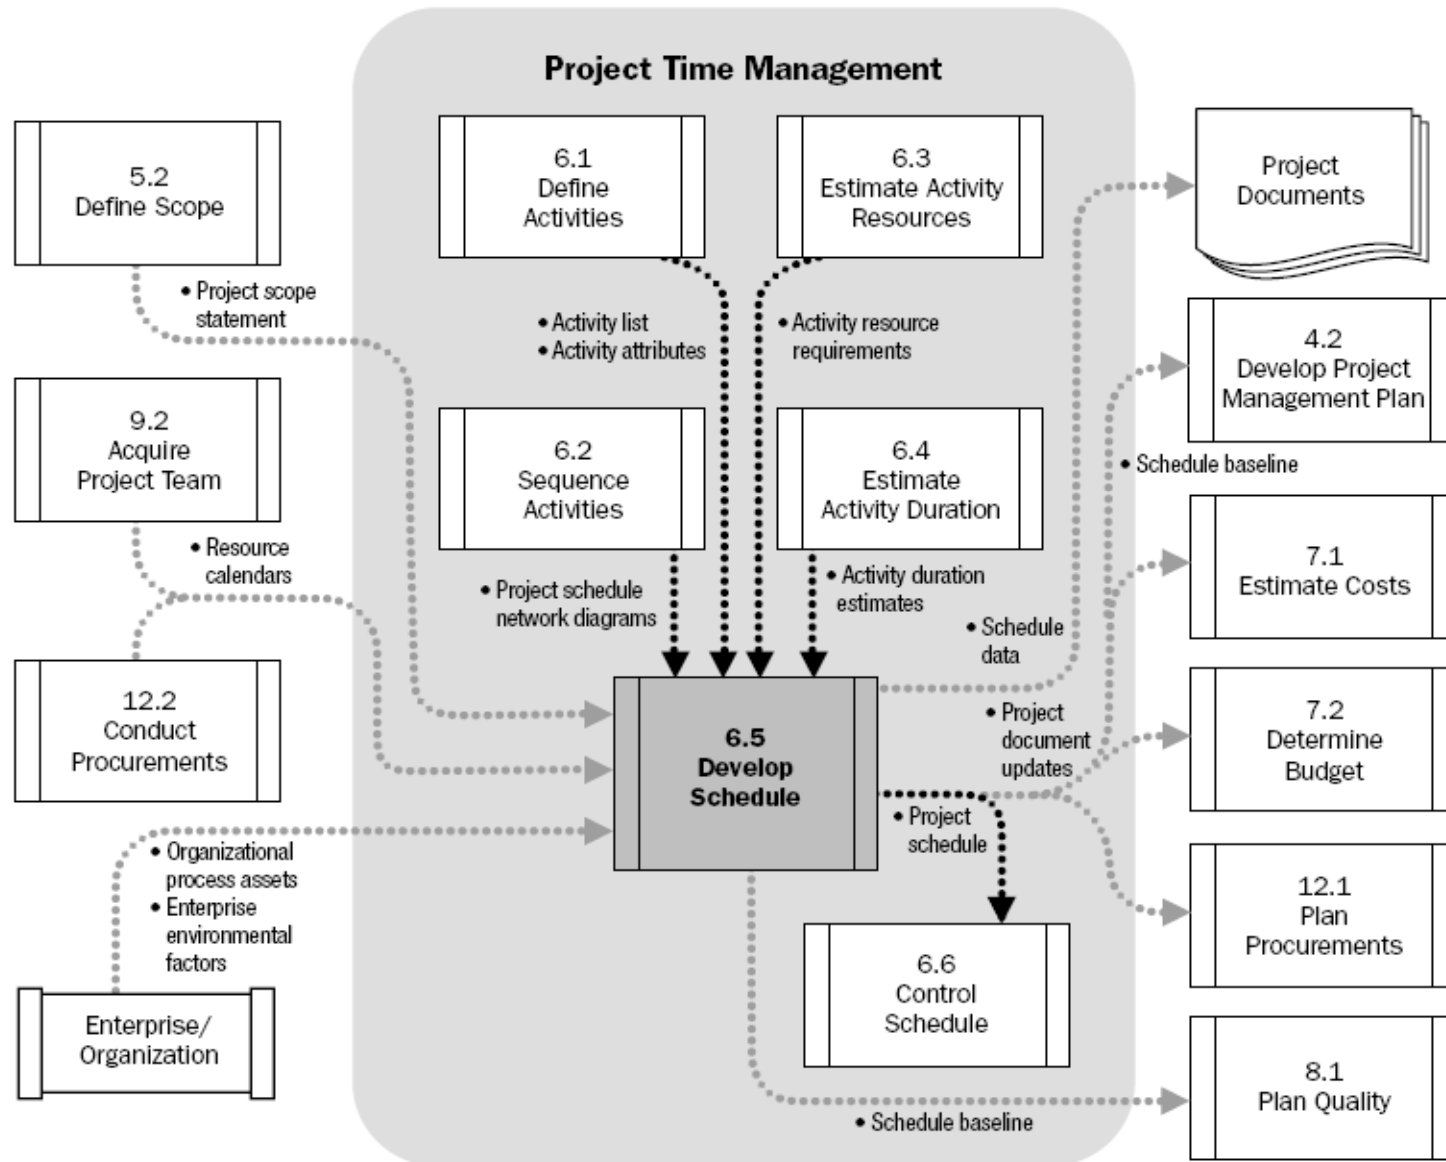 Project Time Management
5.2
Define Scope
• Project scope
statement
9.2
Acquire
Project Team
• Resource
calendars
12.2
Conduct
Procurements
• Organizational
process assets
• Enterprise
environmental
factors
Enterprise/
Organization
6.1
Define
Activities
• Activity list
• Activity attributes
6.3
Estimate Activity
Resources
• Activity resource
requirements
6.2
Sequence
Activities
• Project schedule
network diagrams
6.4
Estimate
Activity Duration
• Activity duration
estimates
6.5
Develop
Schedule
• Schedule
data
• Project
document
updates
• Project
schedule
6.6
Control
Schedule
• Schedule baseline
Project
Documents
4.2
Develop Project
Management Plan
• Schedule baseline
7.1
Estimate Costs
7.2
Determine
Budget
12.1
Plan
Procurements
8.1
Plan Quality